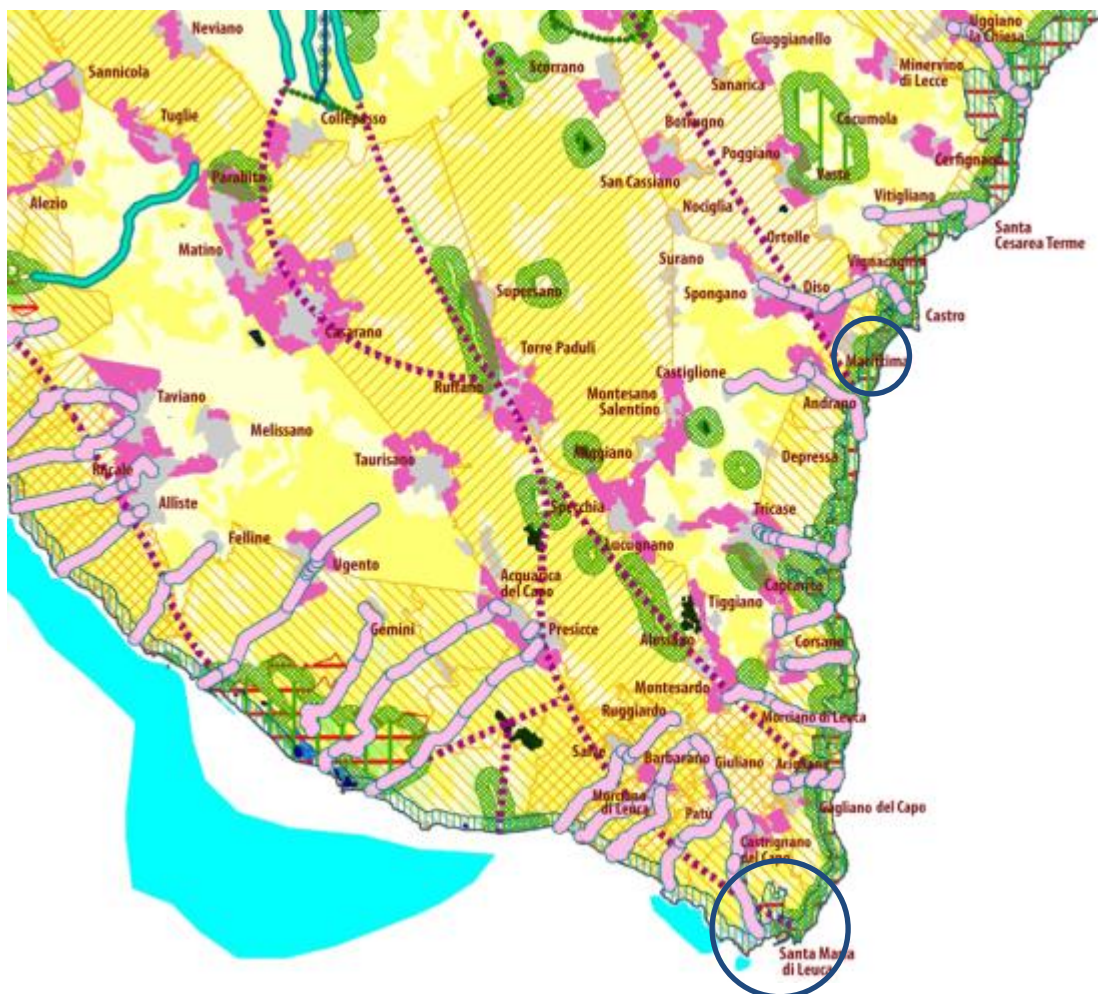 Neviano
Uggiano
la Chiesa
Giuggianello
Sannicola
Scorrano
Minervino
di Lecce
Sanarica
Tuglie
Collepasso
Botrugno
Cocumola
Poggiano
Cerfignano
Parabita
San Cassiano
Vaste
Vitigliano
Alezio
Nociglia
Santa
Cesarea Terme
Matino
Ortelle
Surano
Vignacastrisi
Supersano
Spongano
Diso
Castro
Casarano
Torre Paduli
Marittima
Ruffano
Castiglione
Taviano
Montesano
Salentino
Andrano
Melissano
Miggiano
Depressa
Taurisano
Racale
Alliste
Specchia
Tricase
Felline
Lucugnano
Ugento
Acquarica
del Capo
Caprarica
Tiggiano
Gemini
Presicce
Alessano
Corsano
Montesardo
Ruggiardo
Morciano di Leuca
Salve
Barbarano
Giuliano
Arigliano
Morciano
di Leuca
Patù
Gagliano del Capo
Castrignano
del Capo
Santa Maria
di Leuca